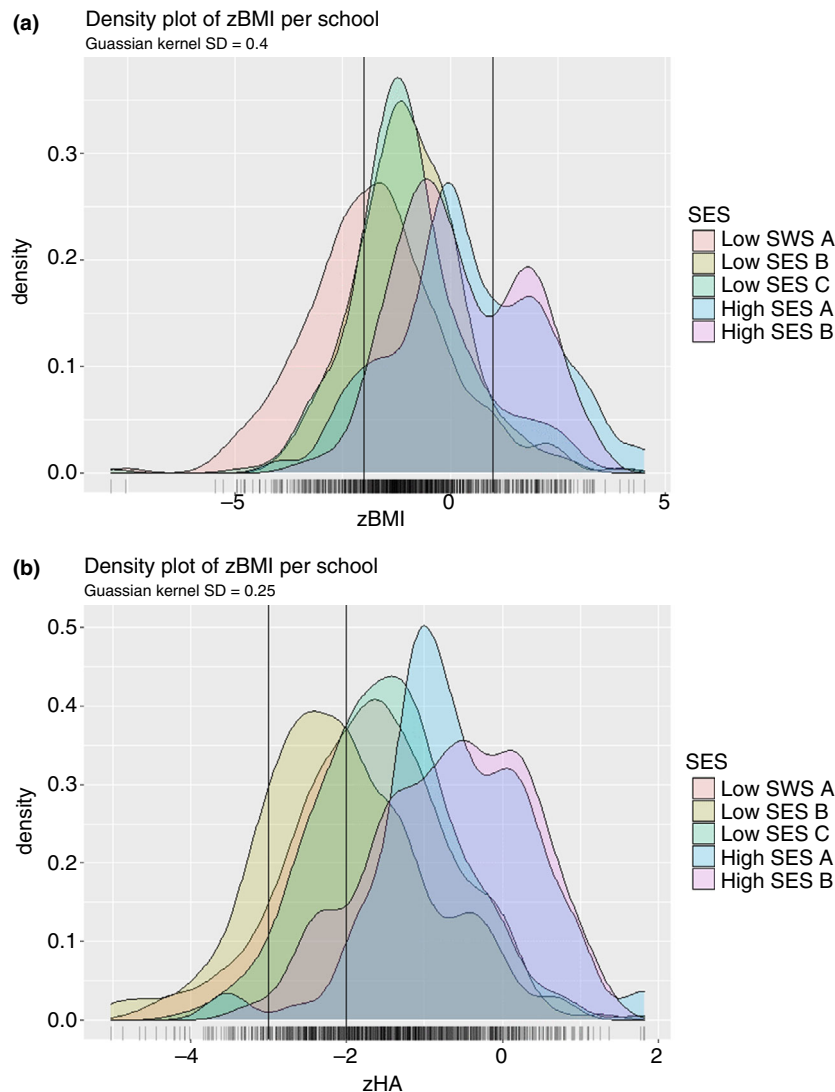 (a)
Density plot of zBMI per school
Guassian kernel SD = 0.4
density
0.3
0.2
0.1
0.0
–5
0
5
zBMI
SES
Low SWS A
Low SES B
Low SES C
High SES A
High SES B
(b)
Density plot of zBMI per school
Guassian kernel SD = 0.25
density
0.5
0.4
0.3
0.2
0.1
0.0
–4
–2
0
2
zHA
SES
Low SWS A
Low SES B
Low SES C
High SES A
High SES B